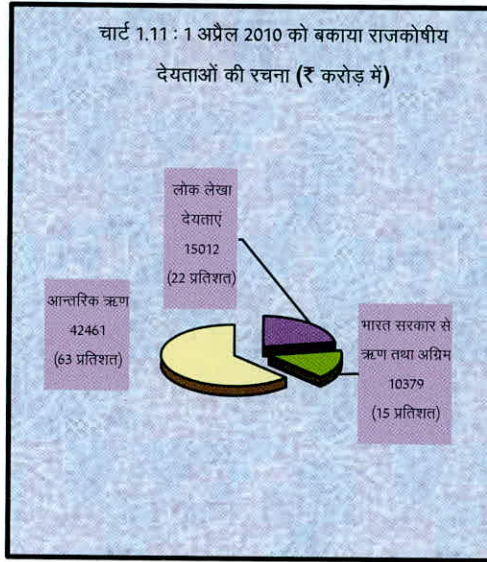 चार्ट 1.11 : 1 अप्रैल 2010 को बकाया राजकोषीय
देयताओं की रचना (₹ करोड़ में)
लोक लेखा
देयताएं
15012
(22 प्रतिशत)
आन्तरिक ऋण
42461
(63 प्रतिशत)
भारत सरकार से
ऋण तथा अग्रिम
10379
(15 प्रतिशत)